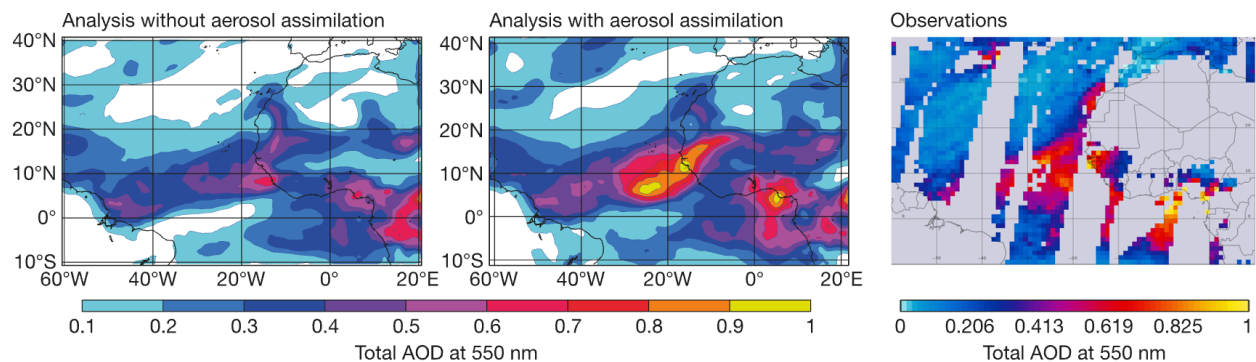 Analysis without aerosol assimilation
Analysis with aerosol assimilation
Observations
40°N
30°N
20°N
10°N
0°
10°S
60°W 40°W 20°W 0° 20°E
40°N
30°N
20°N
10°N
0°
10°S
60°W 40°W 20°W 0° 20°E
0.1 0.2 0.3 0.4 0.5 0.6 0.7 0.8 0.9 1
Total AOD at 550 nm
0 0.206 0.413 0.619 0.825 1
Total AOD at 550 nm